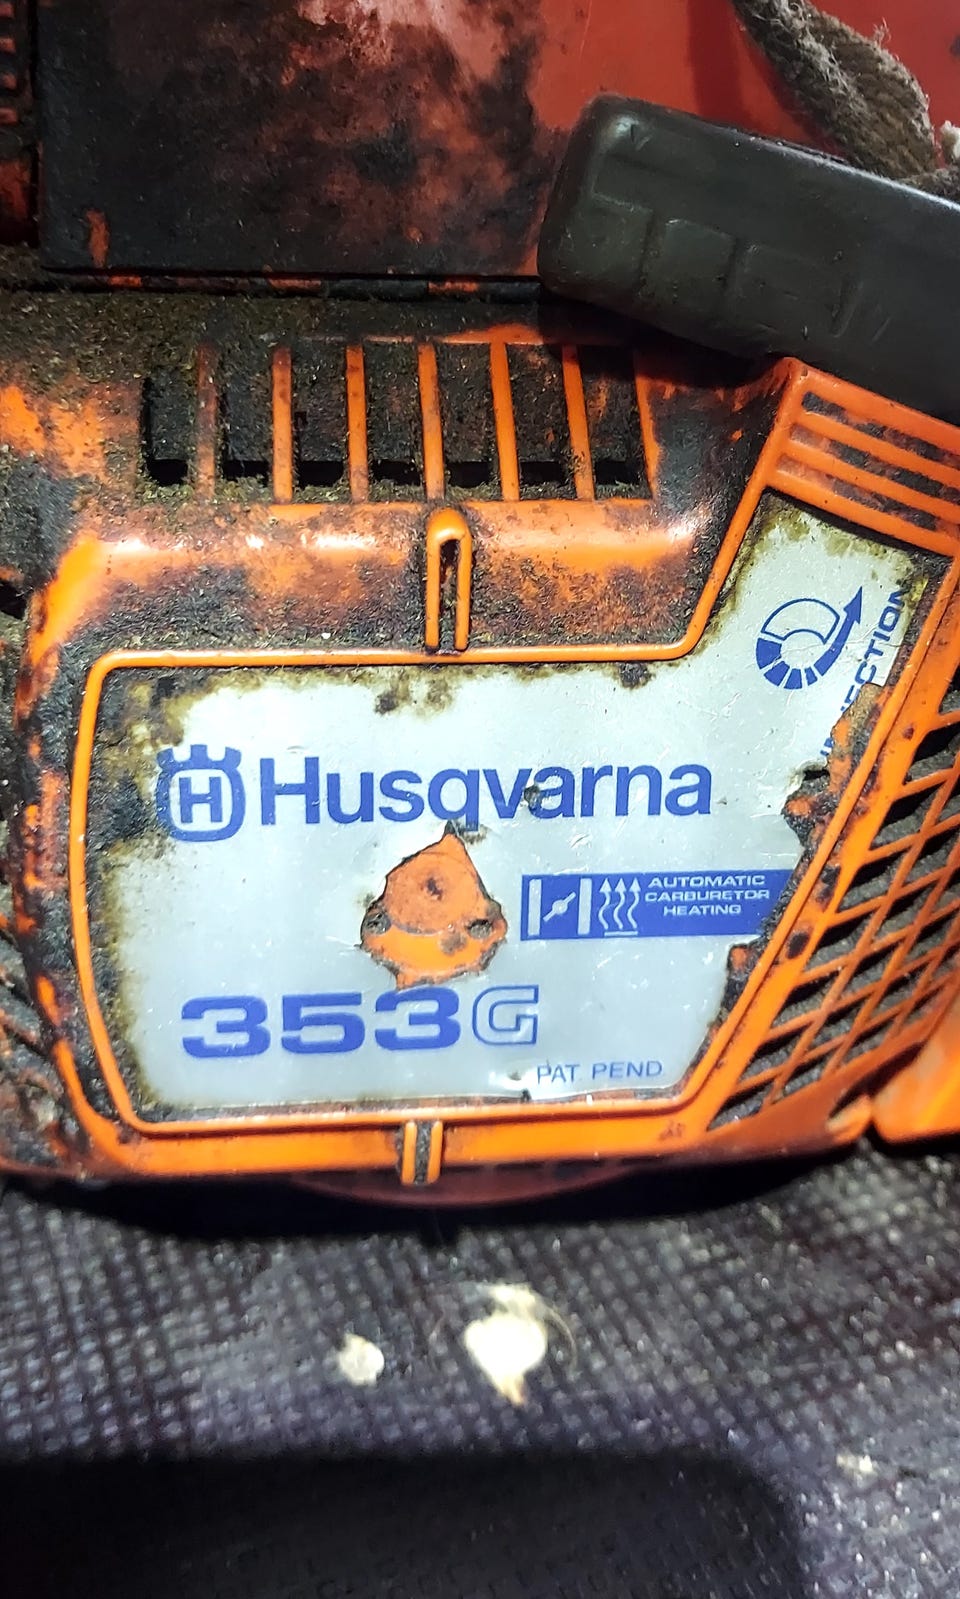 H Husqvarna
AUTOMATIC
CARBURETOR
HEATING
353G
PAT. PEND